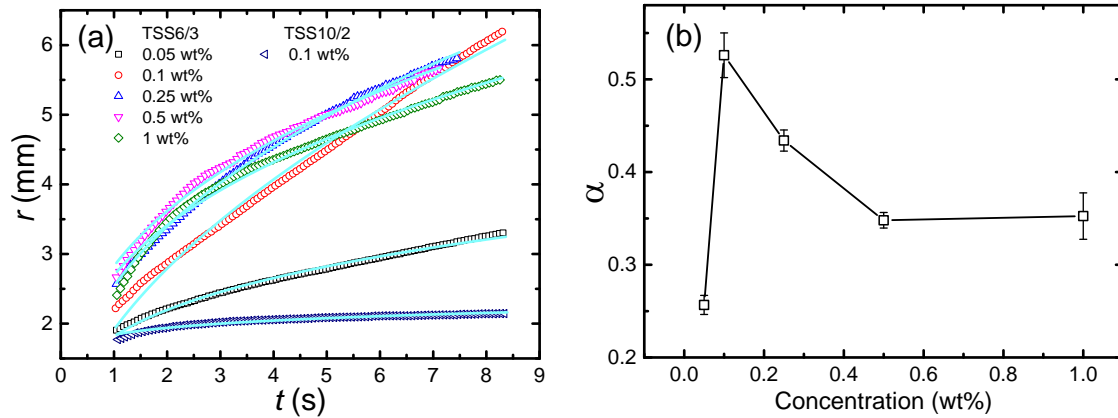 (a)
TSS6/3 TSS10/2
0.05 wt% 0.1 wt%
0.1 wt%
0.25 wt%
0.5 wt%
1 wt%
6
5
4
3
2
1
r (mm)
0 1 2 3 4 5 6 7 8 9
t (s)
(b)
0.5
0.4
0.3
0.2
α
0.0 0.2 0.4 0.6 0.8 1.0
Concentration (wt%)